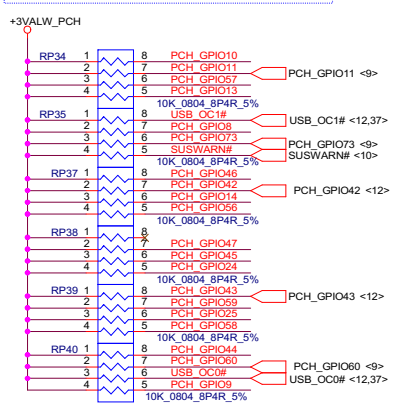 +3VALW_PCH
RP34 1 8 PCH_GPIO10
2 7 PCH_GPIO11 PCH_GPIO11 <9>
3 6 PCH_GPIO57
4 5 PCH_GPIO13
10K_0804_8P4R_5%
RP35 1 8 USB_OC1# USB_OC1# <12,37>
2 7 PCH_GPIO8
3 6 PCH_GPIO73 PCH_GPIO73 <9>
4 5 SUSWARN# SUSWARN# <10>
10K_0804_8P4R_5%
RP37 1 8 PCH_GPIO46
2 7 PCH_GPIO42 PCH_GPIO42 <12>
3 6 PCH_GPIO14
4 5 PCH_GPIO56
10K_0804_8P4R_5%
RP38 1 8
2 7 PCH_GPIO47
3 6 PCH_GPIO45
4 5 PCH_GPIO24
10K_0804_8P4R_5%
RP39 1 8 PCH_GPIO43 PCH_GPIO43 <12>
2 7 PCH_GPIO59
3 6 PCH_GPIO25
4 5 PCH_GPIO58
10K_0804_8P4R_5%
RP40 1 8 PCH_GPIO44
2 7 PCH_GPIO60 PCH_GPIO60 <9>
3 6 USB_OC0# USB_OC0# <12,37>
4 5 PCH_GPIO9
10K_0804_8P4R_5%